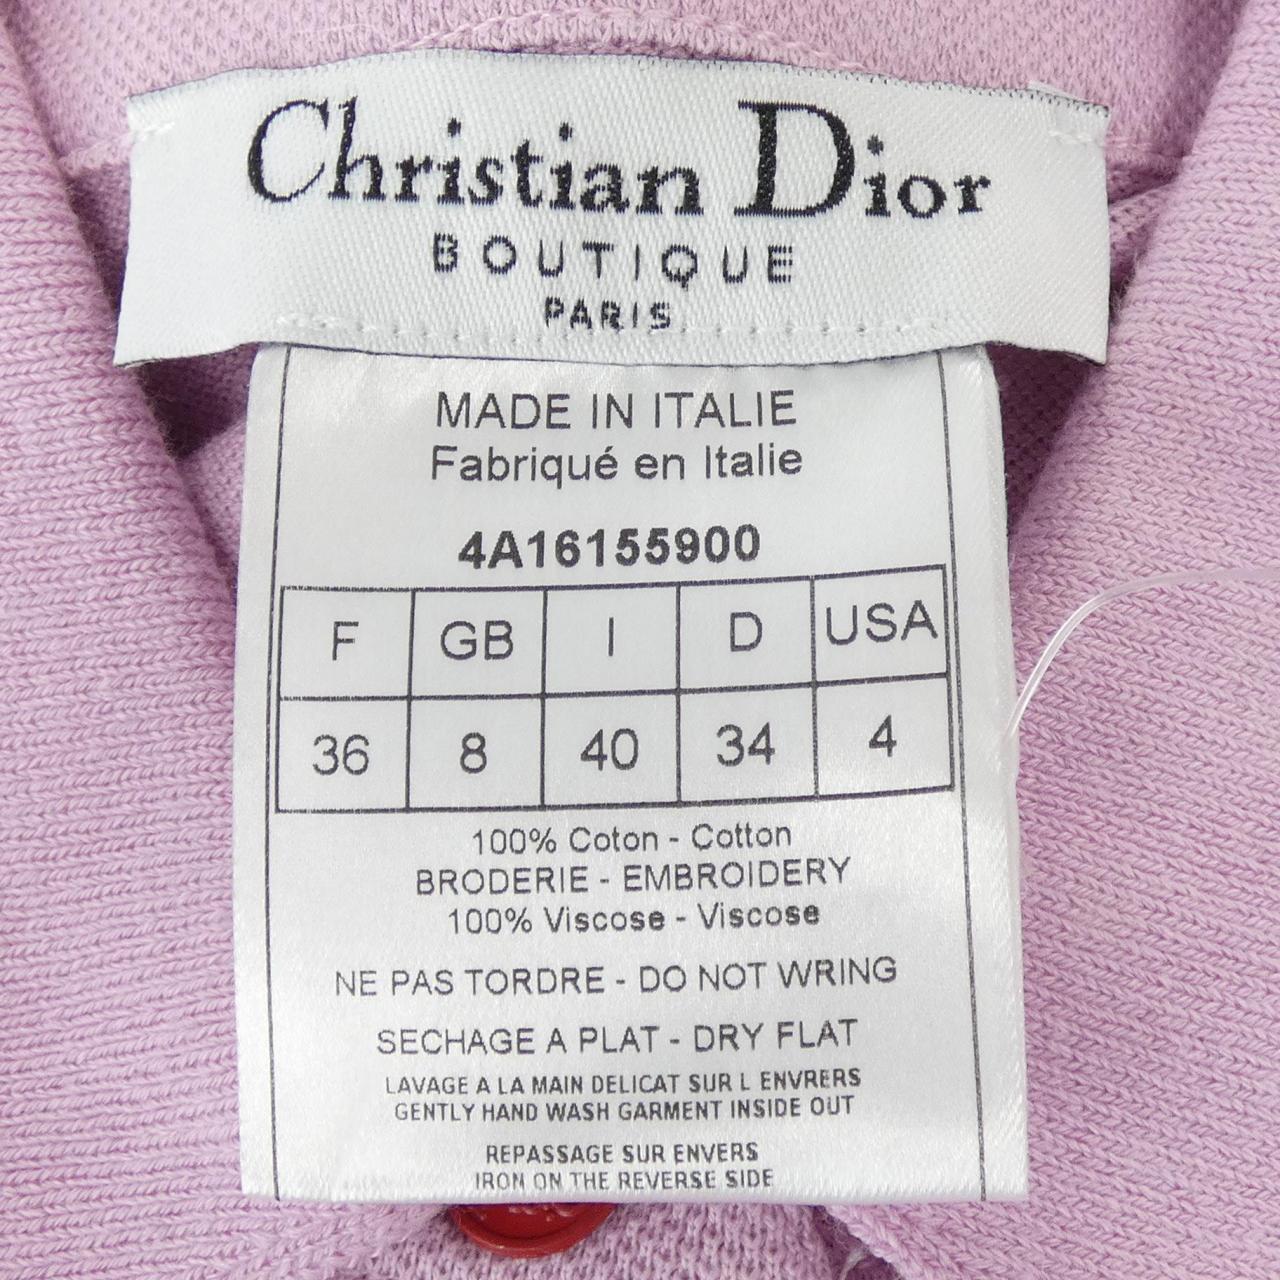 Christian Dior
BOUTIQUE
PARIS
MADE IN ITALIE
Fabriqué en Italie
4A16155900
F GB I D USA
36 8 40 34 4
100% Coton - Cotton
BRODERIE - EMBROIDERY
100% Viscose - Viscose
NE PAS TORDRE - DO NOT WRING
SECHAGE A PLAT - DRY FLAT
LAVAGE A LA MAIN DELICAT SUR L ENVRERS
GENTLY HAND WASH GARMENT INSIDE OUT
REPASSAGE SUR ENVERS
IRON ON THE REVERSE SIDE